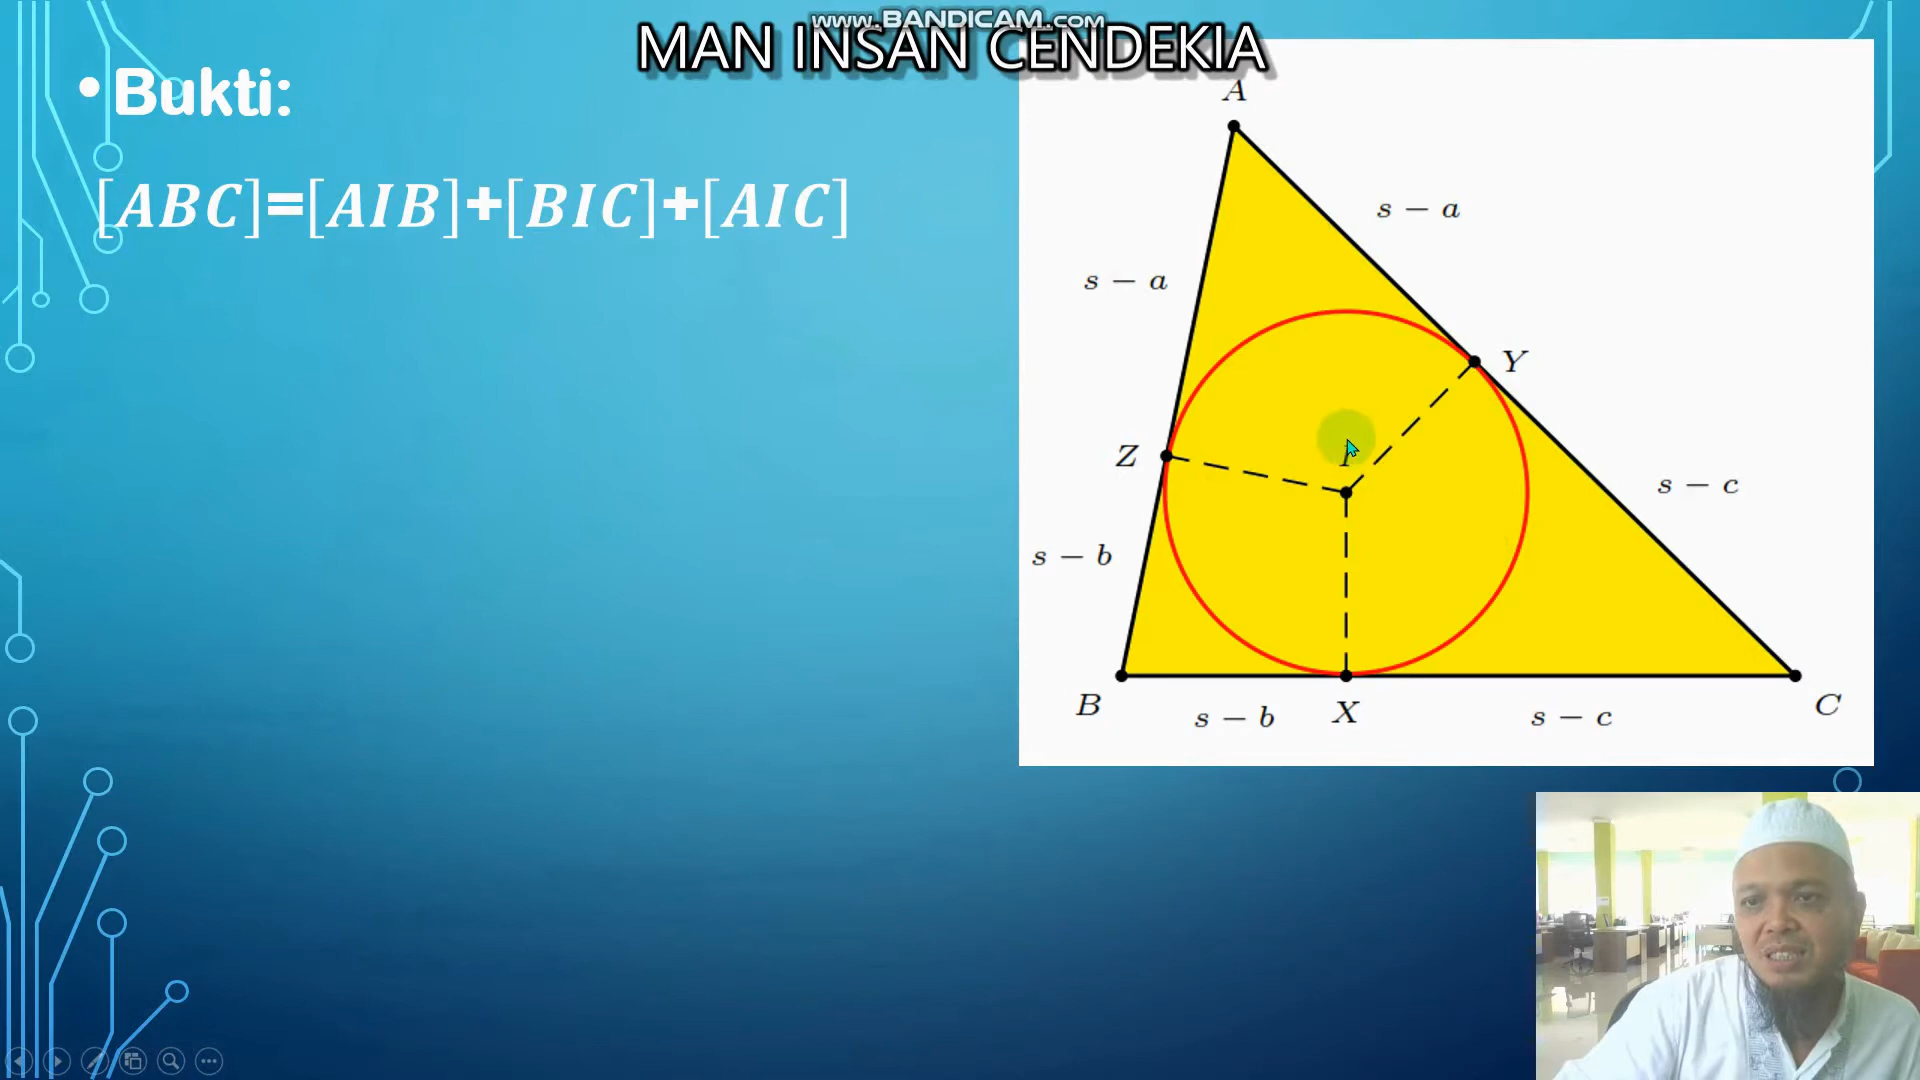 www.BANDICAM.com
MAN INSAN CENDEKIA
• Bukti:
[ABC]=[AIB]+[BIC]+[AIC]
A
s − a
s − a
Y
Z
I
s − c
s − b
B
s − b
X
s − c
C